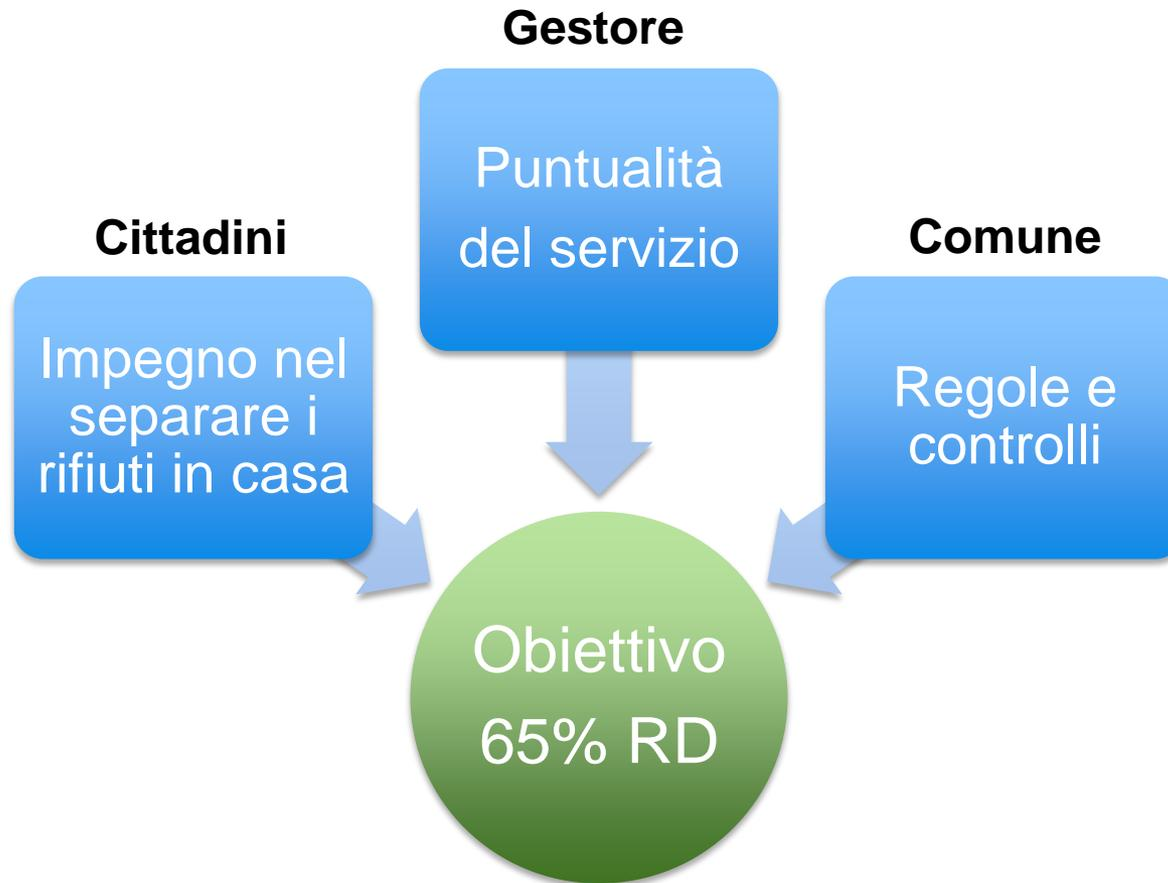 Gestore
Puntualità
del servizio
Cittadini
Impegno nel
separare i
rifiuti in casa
Comune
Regole e
controlli
Obiettivo
65% RD